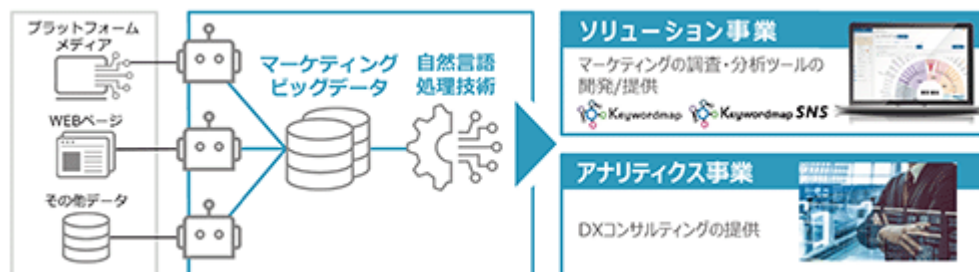 プラットフォーム
メディア
WEBページ
その他データ
マーケティング
ビッグデータ
自然言語
処理技術
ソリューション事業
マーケティングの調査・分析ツールの
開発/提供
Keywordmap
Keywordmap SNS
アナリティクス事業
DXコンサルティングの提供